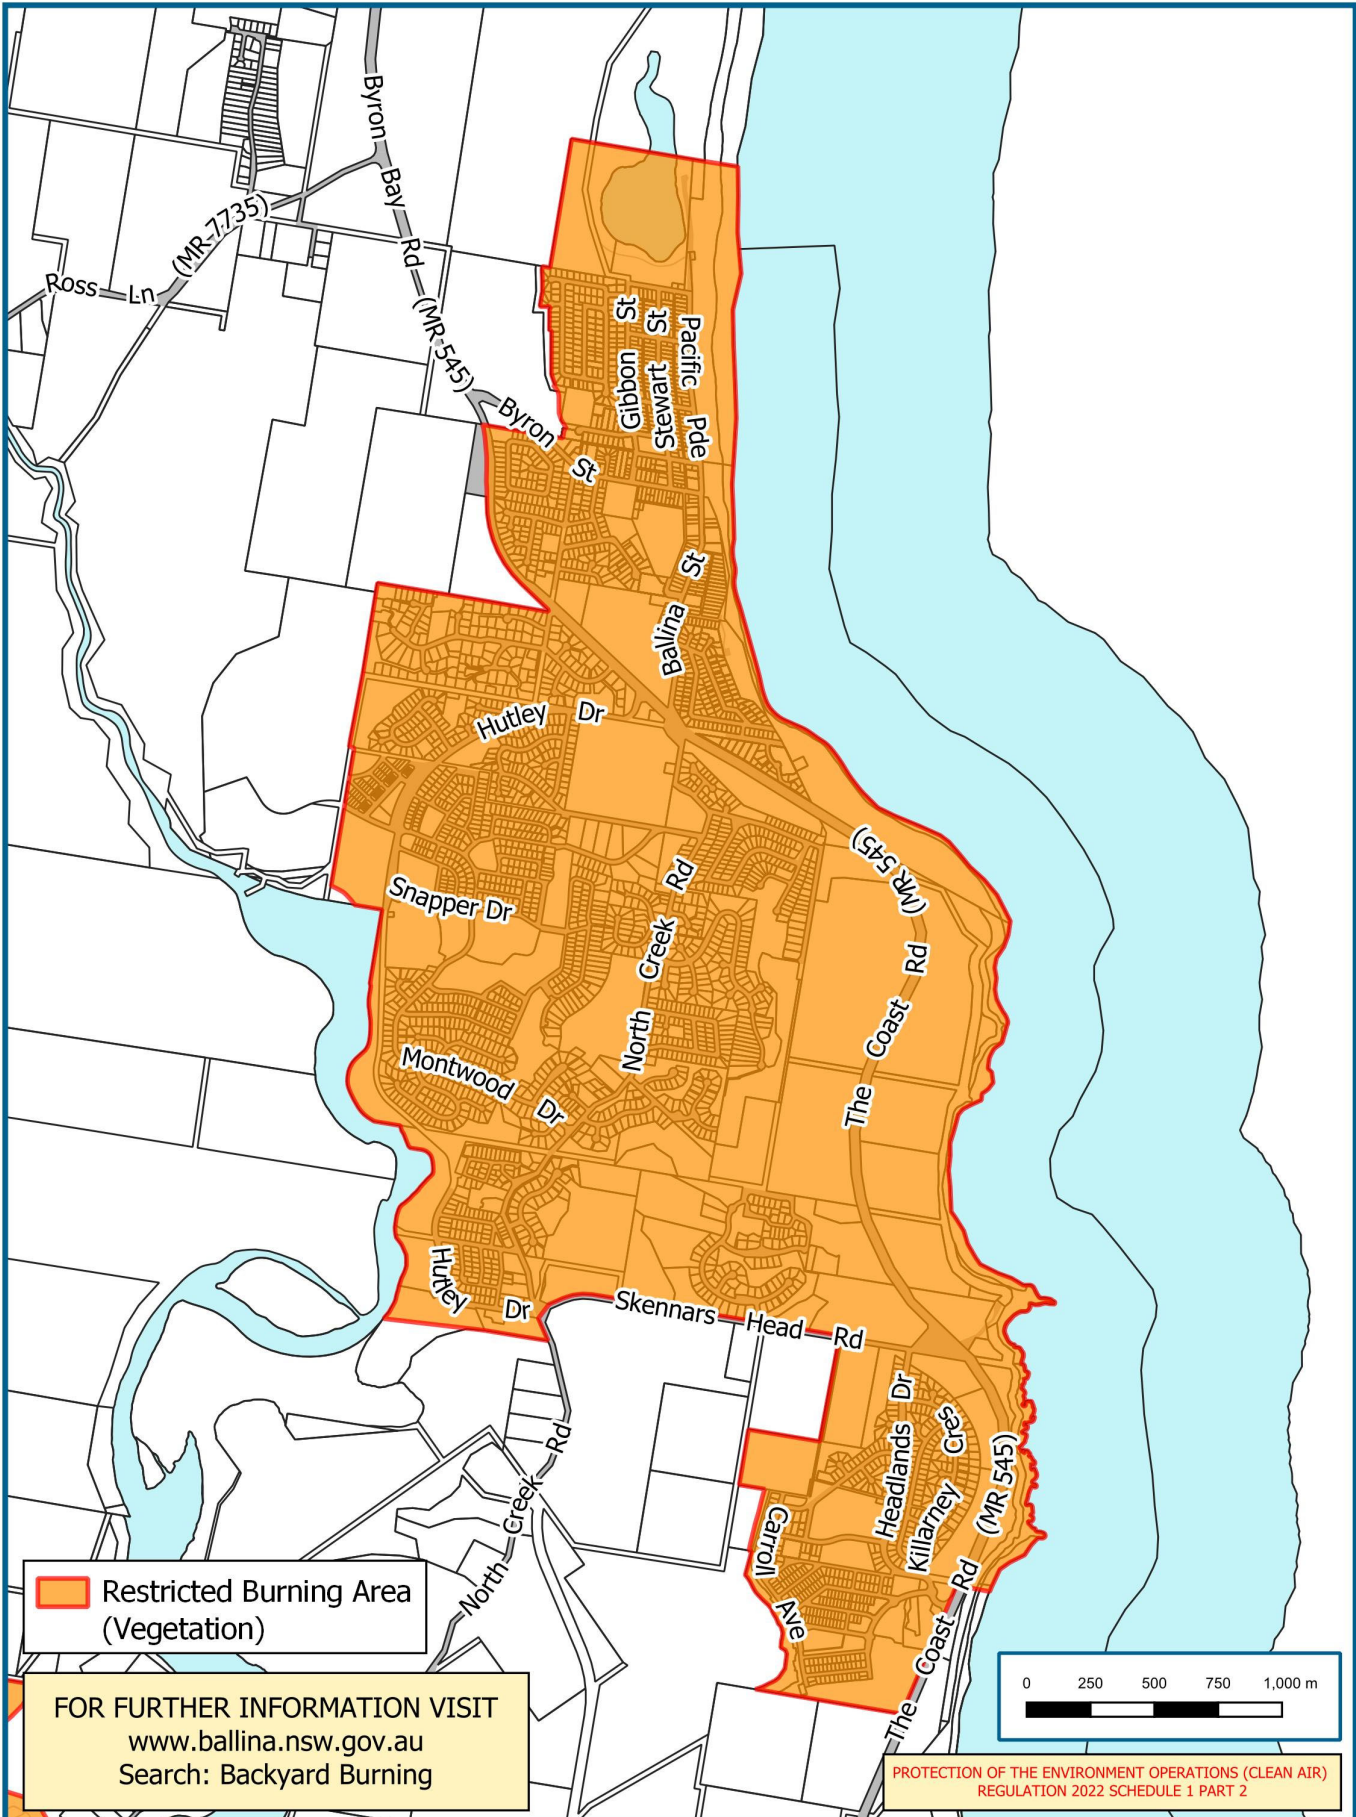 Byron Bay Rd (MR 545)
(MR 7735)
Ross Ln
Gibbon St
Stewart St
Pacific Pde
Byron St
Ballina St
Hutley Dr
(MR 545)
Snapper Dr
North Creek Rd
The Coast Rd
Montwood Dr
Hutley Dr
Skennars Head Rd
Headlands Dr
Killarney Cres
(MR 545)
North Creek Rd
Carroll Ave
The Coast Rd
Restricted Burning Area
(Vegetation)
FOR FURTHER INFORMATION VISIT
www.ballina.nsw.gov.au
Search: Backyard Burning
0 250 500 750 1,000 m
PROTECTION OF THE ENVIRONMENT OPERATIONS (CLEAN AIR)
REGULATION 2022 SCHEDULE 1 PART 2